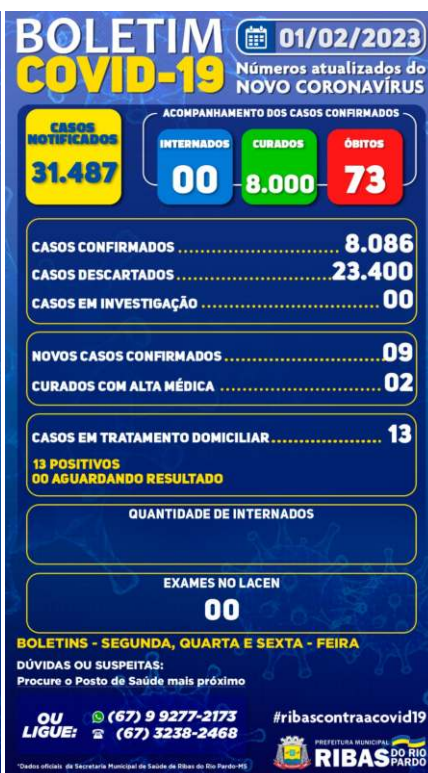 BOLETIM
COVID-19
01/02/2023
Números atualizados do
NOVO CORONAVÍRUS
CASOS
NOTIFICADOS
31.487
ACOMPANHAMENTO DOS CASOS CONFIRMADOS
INTERNADOS
00
CURADOS
8.000
ÓBITOS
73
CASOS CONFIRMADOS ........................ 8.086
CASOS DESCARTADOS ........................ 23.400
CASOS EM INVESTIGAÇÃO ........................ 00
NOVOS CASOS CONFIRMADOS ........................ 09
CURADOS COM ALTA MÉDICA ........................ 02
CASOS EM TRATAMENTO DOMICILIAR ................ 13
13 POSITIVOS
00 AGUARDANDO RESULTADO
QUANTIDADE DE INTERNADOS
EXAMES NO LACEN
00
BOLETINS - SEGUNDA, QUARTA E SEXTA - FEIRA
DÚVIDAS OU SUSPEITAS:
Procure o Posto de Saúde mais próximo
OU
LIGUE:
(67) 9 9277-2173
(67) 3238-2468
#ribascontraacovid19
PREFEITURA MUNICIPAL
RIBAS DO RIO
PARDO
*Dados oficiais da Secretaria Municipal de Saúde de Ribas do Rio Pardo-MS